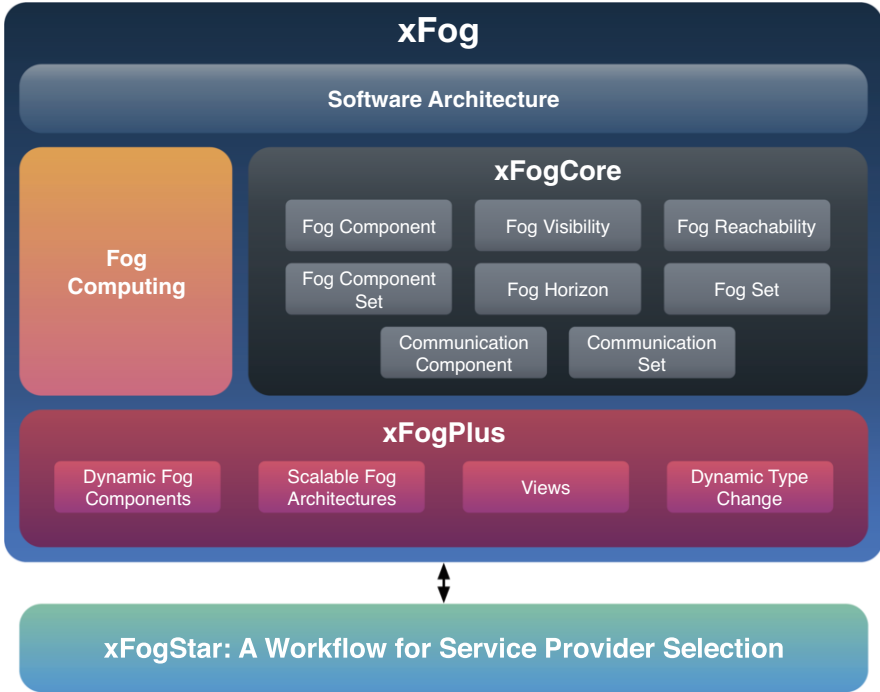 xFog
Software Architecture
Fog
Computing
xFogCore
Fog Component
Fog Visibility
Fog Reachability
Fog Component
Set
Fog Horizon
Fog Set
Communication
Component
Communication
Set
xFogPlus
Dynamic Fog
Components
Scalable Fog
Architectures
Views
Dynamic Type
Change
xFogStar: A Workflow for Service Provider Selection